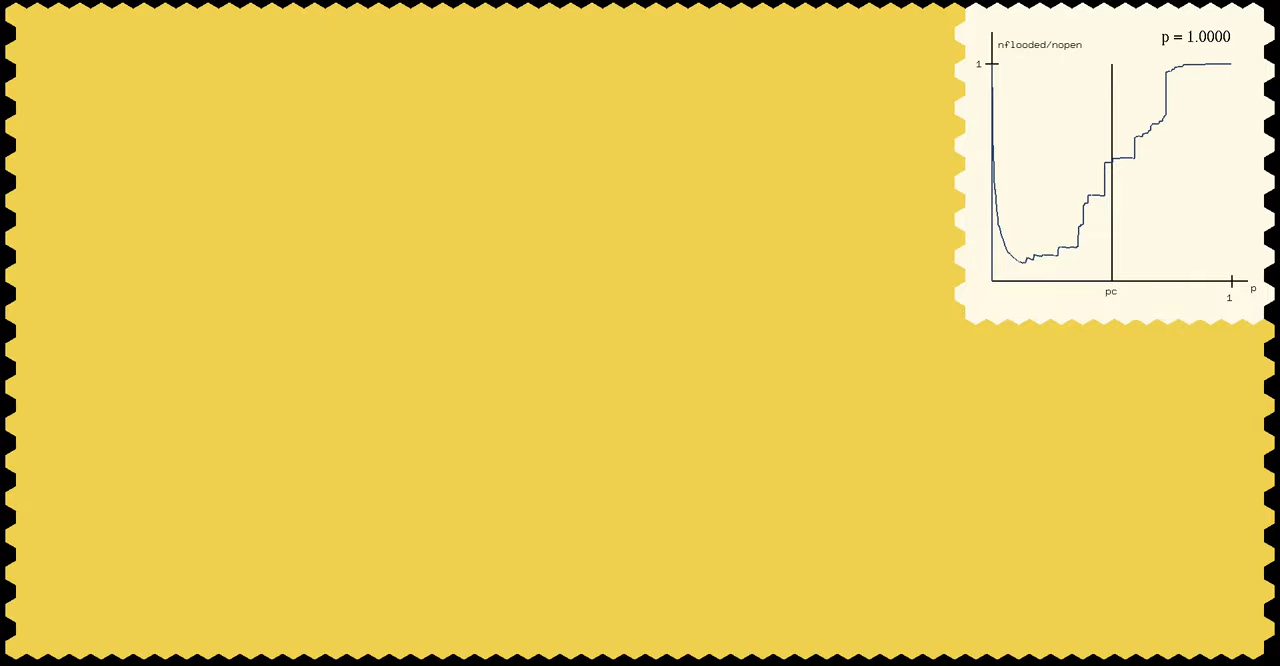 p = 1.0000
nflooded/nopen
1
pc
p
1